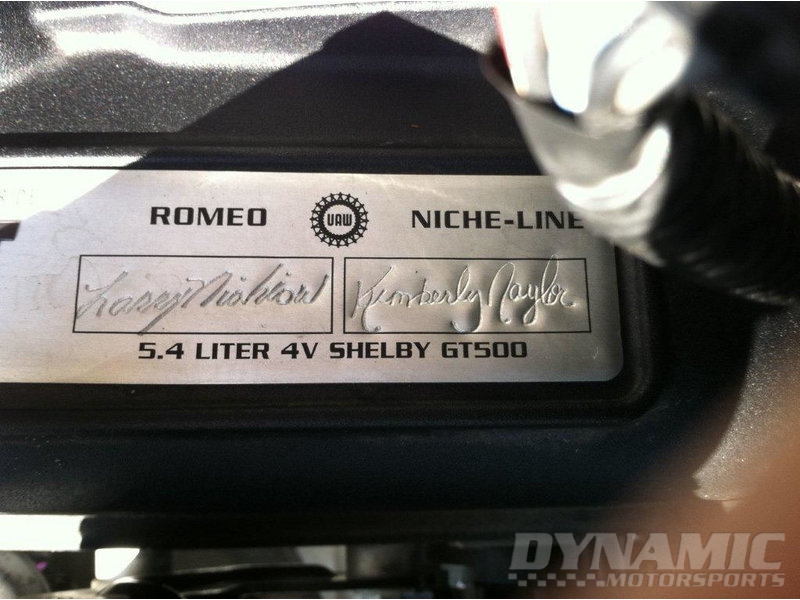 ROMEO UAW NICHE-LINE
Kimberly Naylor
5.4 LITER 4V SHELBY GT500
DYNAMIC
MOTORSPORTS